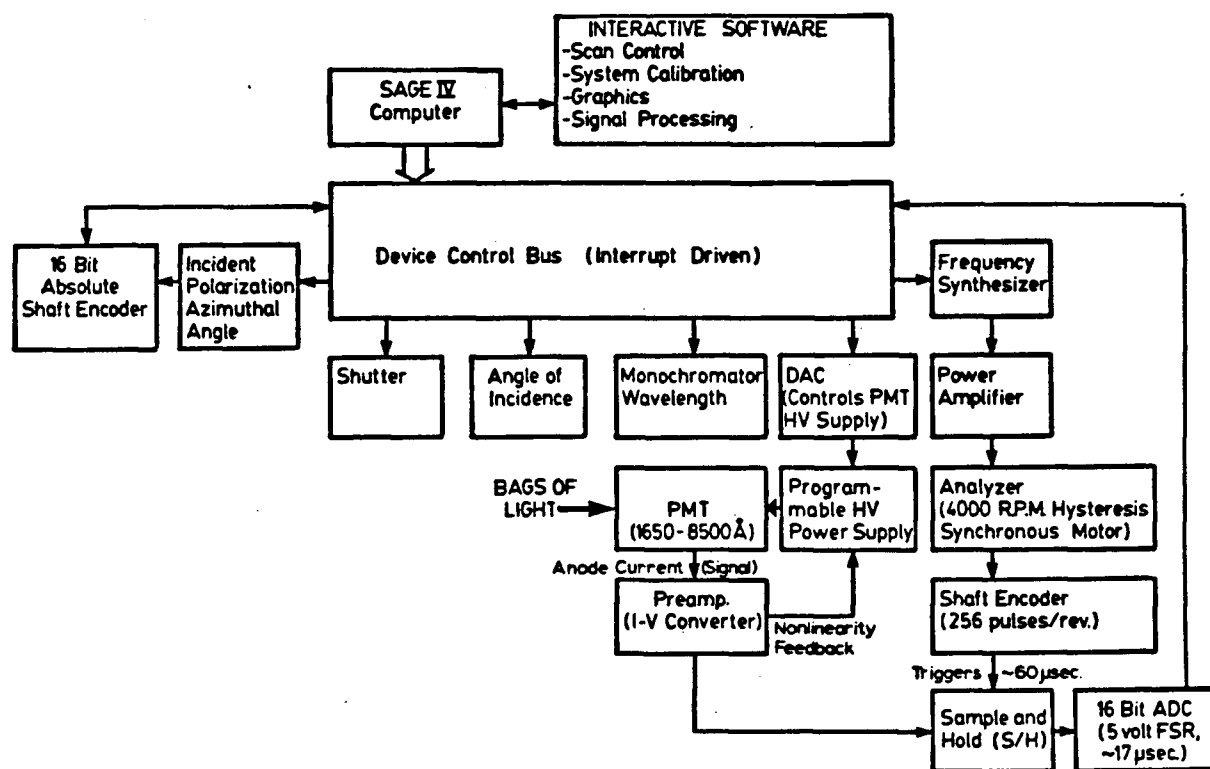 INTERACTIVE SOFTWARE
-Scan Control
-System Calibration
-Graphics
-Signal Processing
SAGE IV
Computer
Device Control Bus (Interrupt Driven)
16 Bit
Absolute
Shaft Encoder
Incident
Polarization
Azimuthal
Angle
Frequency
Synthesizer
Shutter
Angle of
Incidence
Monochromator
Wavelength
DAC
(Controls PMT
HV Supply)
Power
Amplifier
BAGS OF
LIGHT
PMT
(1650-8500Å)
Program-
mable HV
Power Supply
Analyzer
(4000 R.P.M. Hysteresis
Synchronous Motor)
Anode Current (Signal)
Preamp.
(I-V Converter)
Nonlinearity
Feedback
Shaft Encoder
(256 pulses/rev.)
Triggers ~60µsec.
Sample and
Hold (S/H)
16 Bit ADC
(5 volt FSR,
~17µsec.)